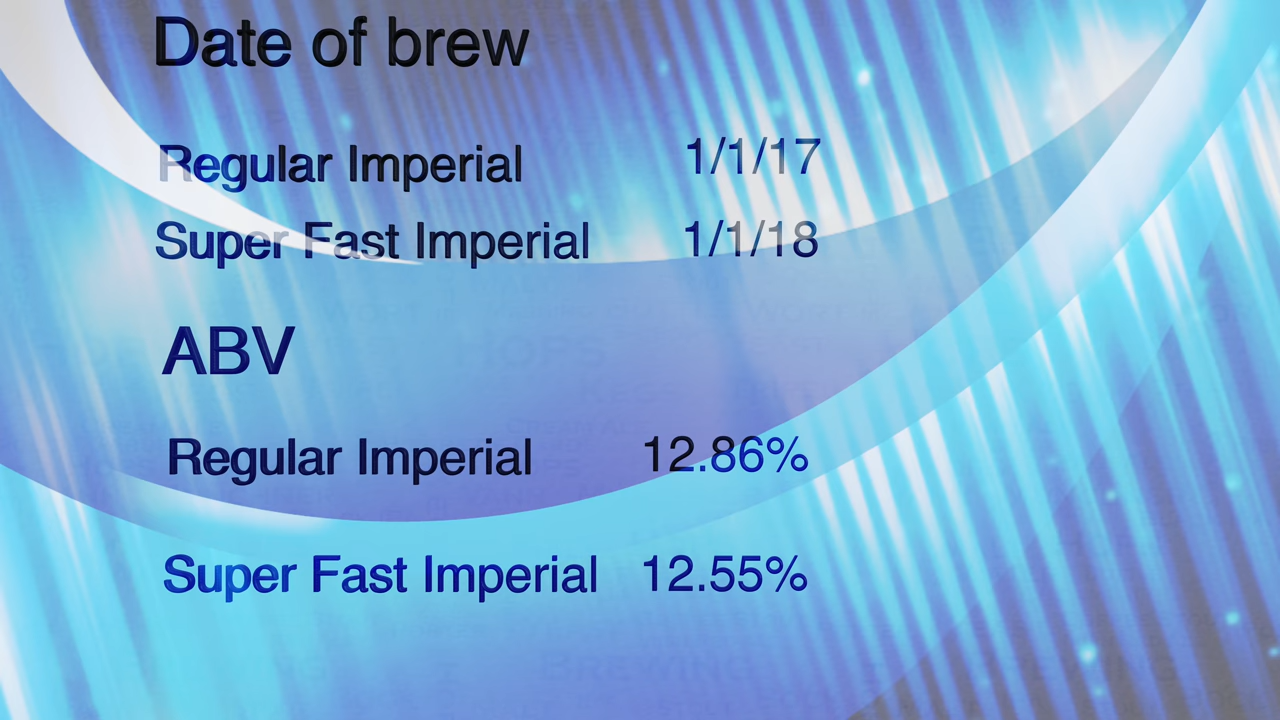 Date of brew
Regular Imperial 1/1/17
Super Fast Imperial 1/1/18
ABV
Regular Imperial 12.86%
Super Fast Imperial 12.55%
BREWING